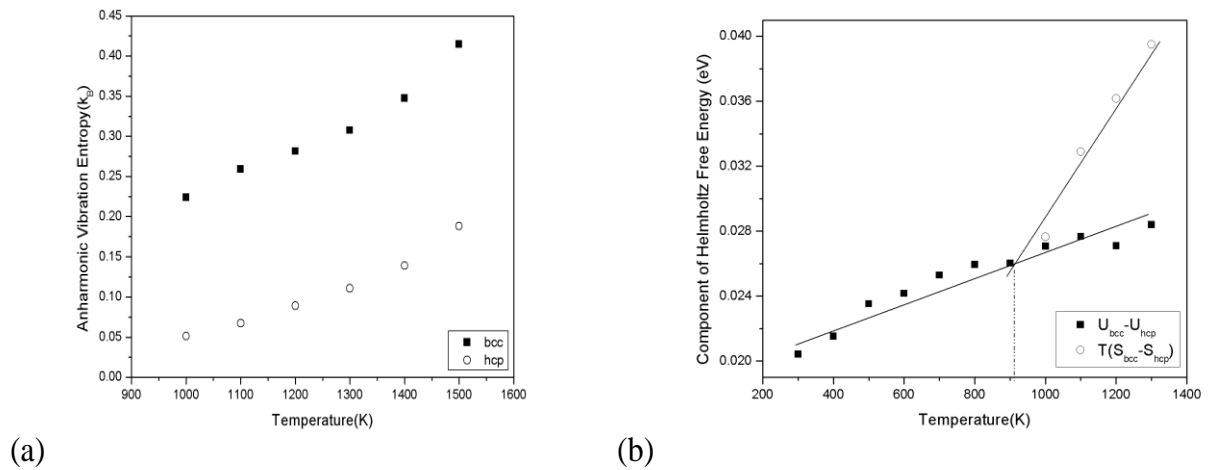 Anharmonic Vibration Entropy(k_B)
0.45
0.40
0.35
0.30
0.25
0.20
0.15
0.10
0.05
0.00
bcc
hcp
900 1000 1100 1200 1300 1400 1500 1600
Temperature(K)
(a)
Component of Helmholtz Free Energy (eV)
0.040
0.036
0.032
0.028
0.024
0.020
U_bcc-U_hcp
T(S_bcc-S_hcp)
200 400 600 800 1000 1200 1400
Temperature(K)
(b)